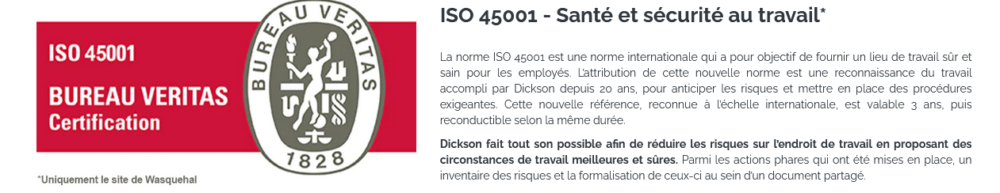 ISO 45001
BUREAU VERITAS
Certification
BUREAU VERITAS
1828
*Uniquement le site de Wasquehal
ISO 45001 - Santé et sécurité au travail*
La norme ISO 45001 est une norme internationale qui a pour objectif de fournir un lieu de travail sûr et
sain pour les employés. L'attribution de cette nouvelle norme est une reconnaissance du travail
accompli par Dickson depuis 20 ans, pour anticiper les risques et mettre en place des procédures
exigeantes. Cette nouvelle référence, reconnue à l'échelle internationale, est valable 3 ans, puis
reconductible selon la même durée.
Dickson fait tout son possible afin de réduire les risques sur l'endroit de travail en proposant des
circonstances de travail meilleures et sûres. Parmi les actions phares qui ont été mises en place, un
inventaire des risques et la formalisation de ceux-ci au sein d'un document partagé.